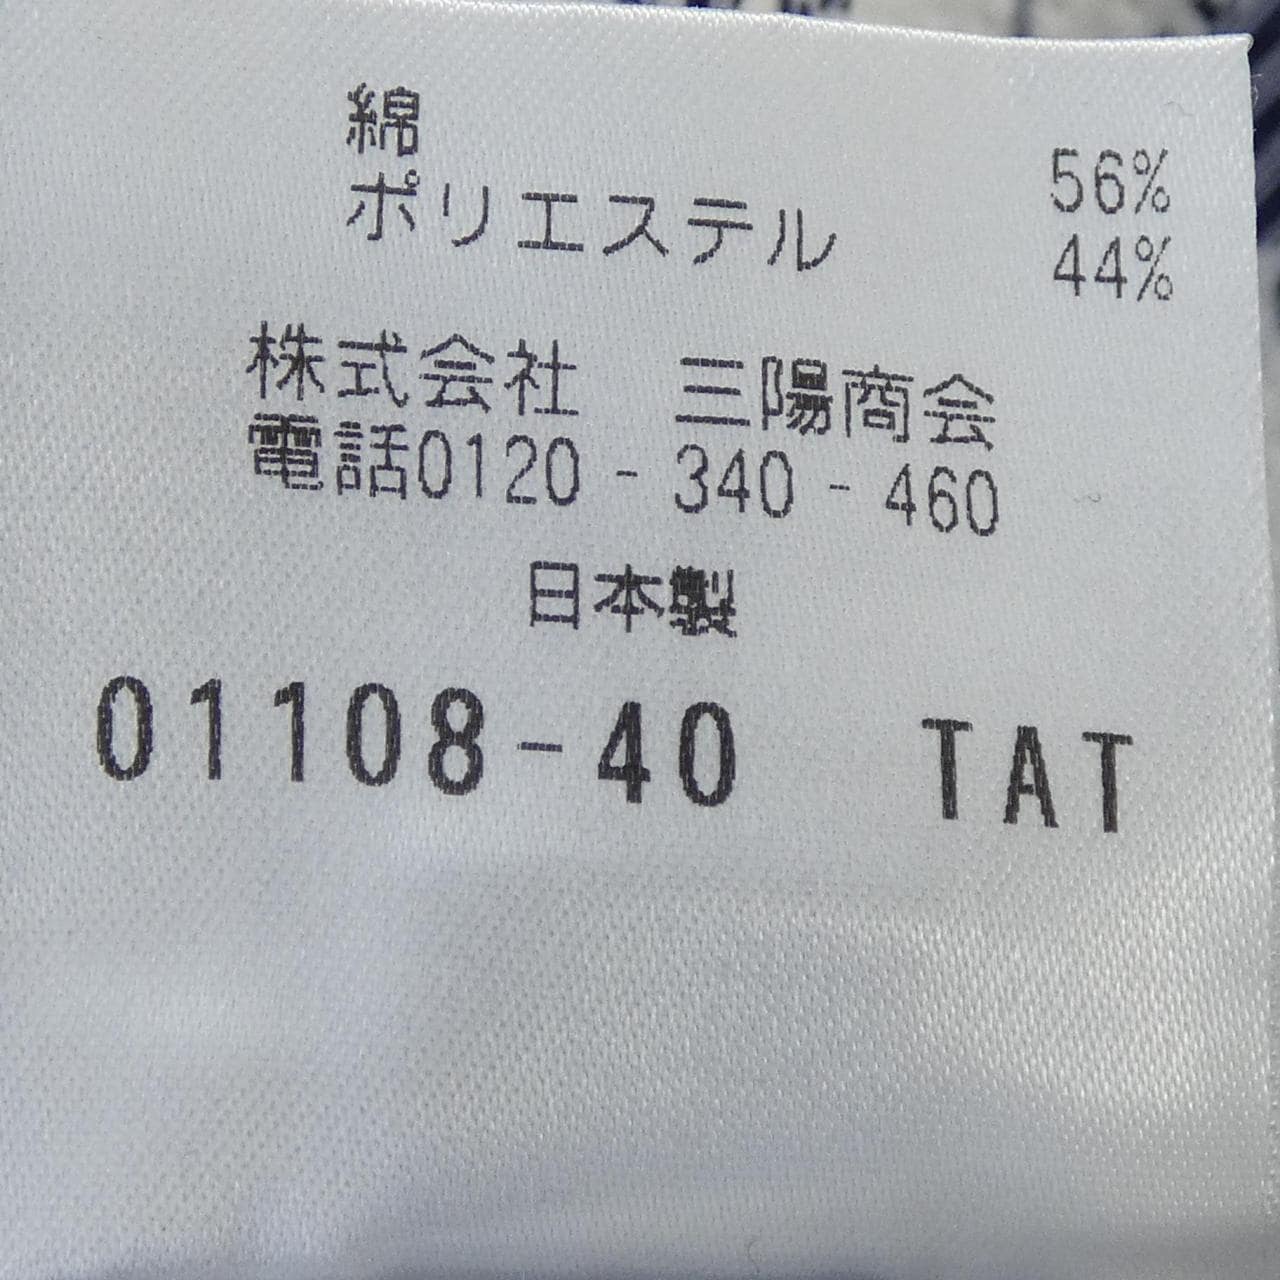 綿 56%
ポリエステル 44%
株式会社 三陽商会
電話0120-340-460
日本製
01108-40 TAT